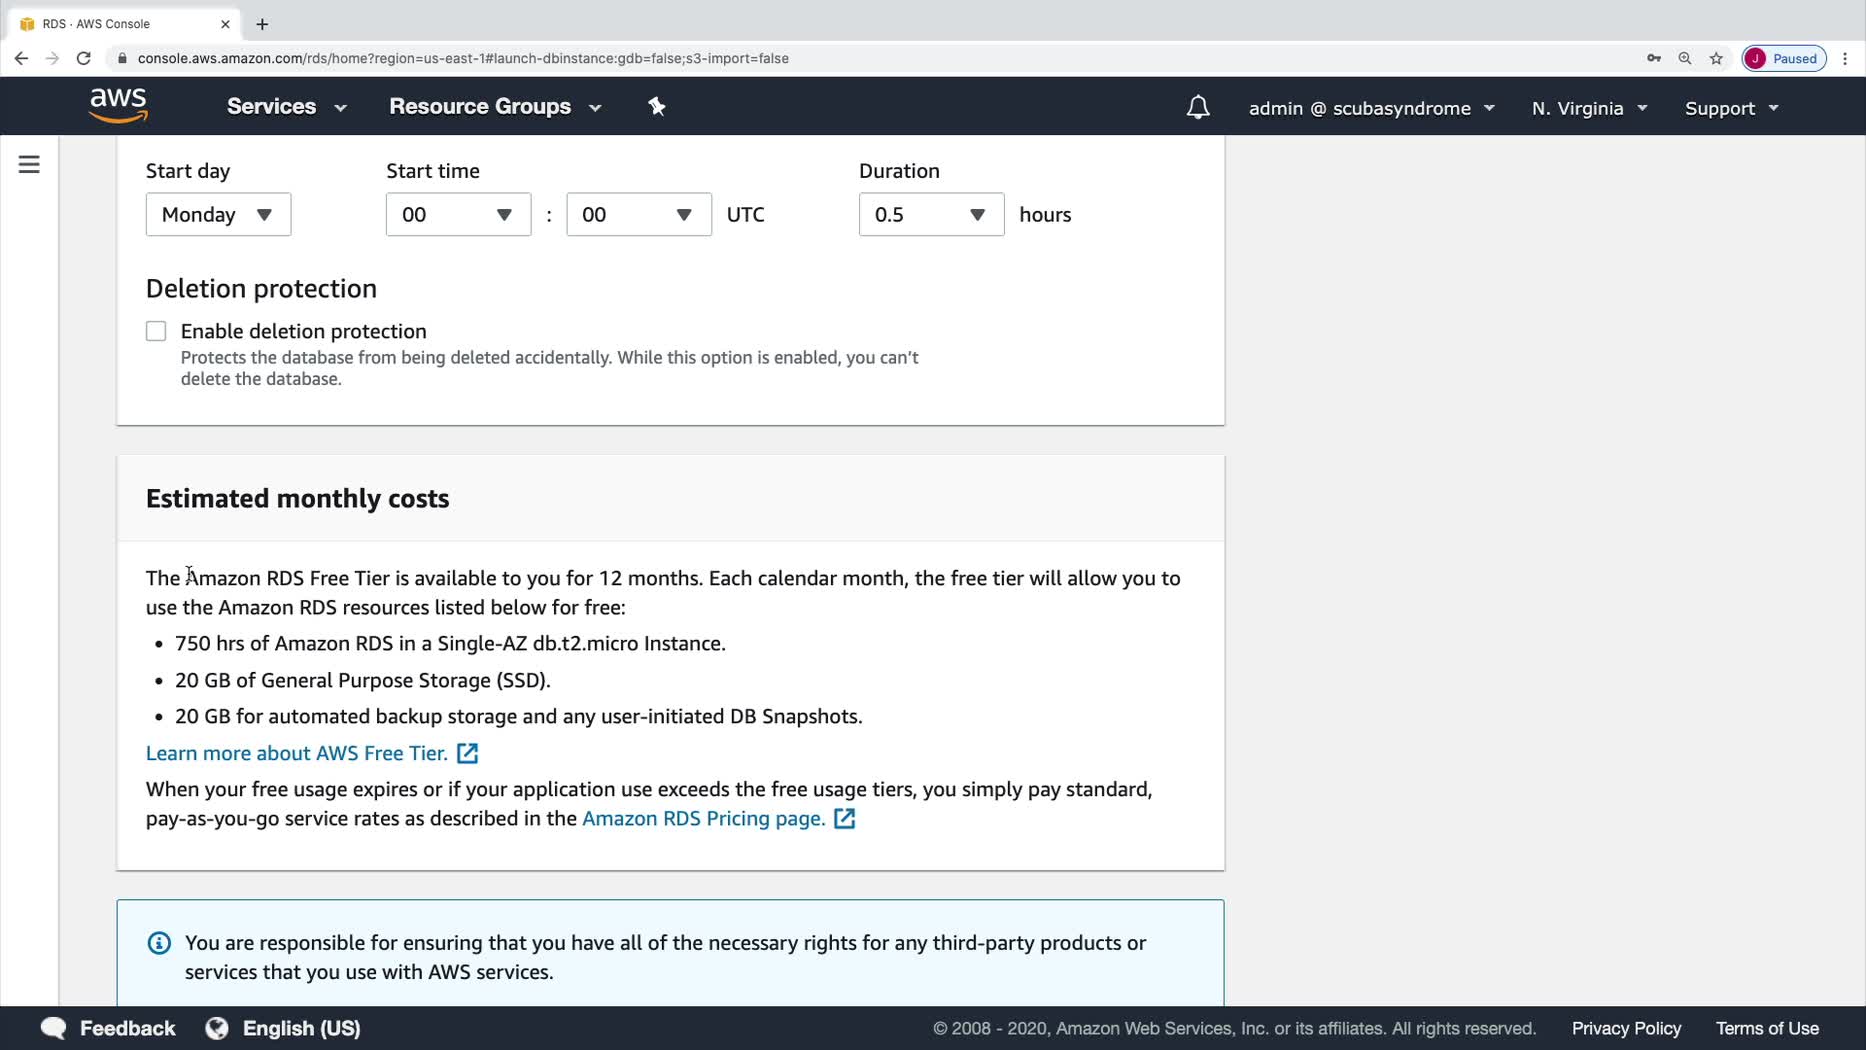 RDS · AWS Console
console.aws.amazon.com/rds/home?region=us-east-1#launch-dbinstance:gdb=false;s3-import=false
J Paused
aws Services Resource Groups admin @ scubasyndrome N. Virginia Support
Start day Start time Duration
Monday 00 : 00 UTC 0.5 hours
Deletion protection
Enable deletion protection
Protects the database from being deleted accidentally. While this option is enabled, you can't
delete the database.
Estimated monthly costs
The Amazon RDS Free Tier is available to you for 12 months. Each calendar month, the free tier will allow you to
use the Amazon RDS resources listed below for free:
• 750 hrs of Amazon RDS in a Single-AZ db.t2.micro Instance.
• 20 GB of General Purpose Storage (SSD).
• 20 GB for automated backup storage and any user-initiated DB Snapshots.
Learn more about AWS Free Tier.
When your free usage expires or if your application use exceeds the free usage tiers, you simply pay standard,
pay-as-you-go service rates as described in the Amazon RDS Pricing page.
You are responsible for ensuring that you have all of the necessary rights for any third-party products or
services that you use with AWS services.
Feedback English (US) © 2008 - 2020, Amazon Web Services, Inc. or its affiliates. All rights reserved. Privacy Policy Terms of Use